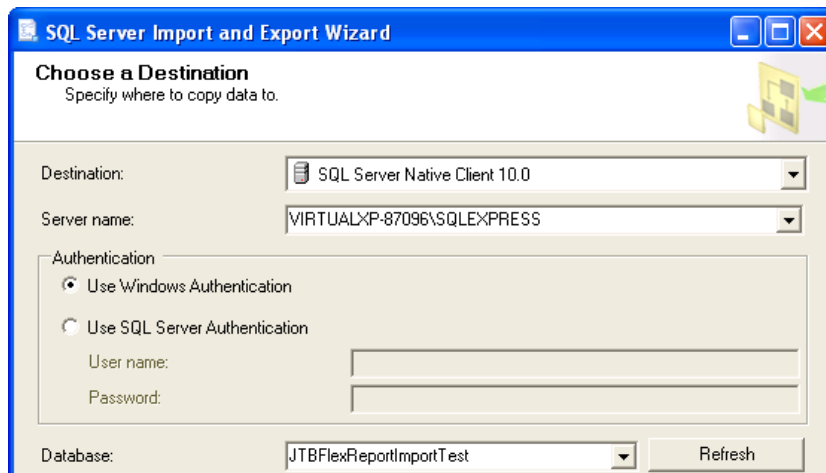 SQL Server Import and Export Wizard
Choose a Destination
Specify where to copy data to.
Destination: SQL Server Native Client 10.0
Server name: VIRTUALXP-87096\SQLEXPRESS
Authentication
Use Windows Authentication
Use SQL Server Authentication
User name:
Password:
Database: JTBFlexReportImportTest Refresh